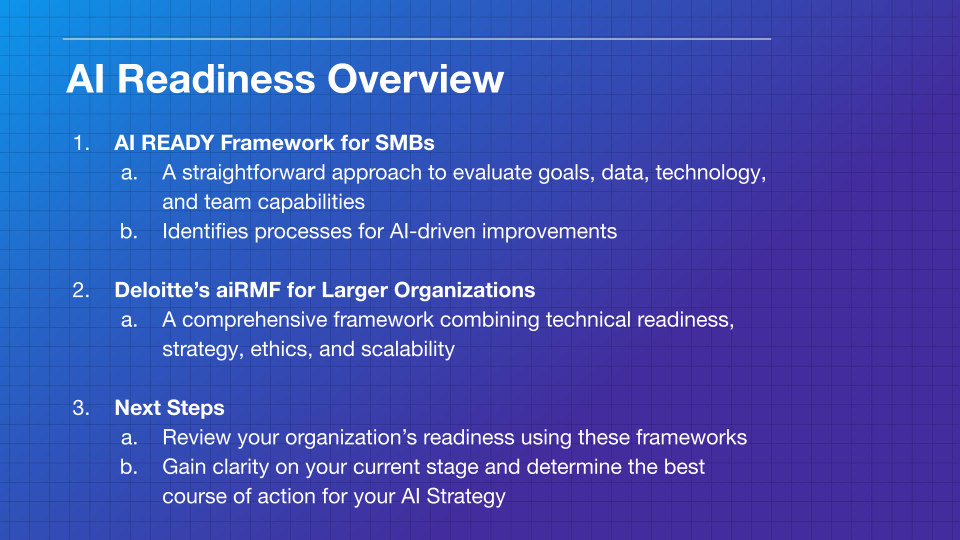 AI Readiness Overview
1. AI READY Framework for SMBs
a. A straightforward approach to evaluate goals, data, technology,
and team capabilities
b. Identifies processes for AI-driven improvements
2. Deloitte’s aiRMF for Larger Organizations
a. A comprehensive framework combining technical readiness,
strategy, ethics, and scalability
3. Next Steps
a. Review your organization’s readiness using these frameworks
b. Gain clarity on your current stage and determine the best
course of action for your AI Strategy